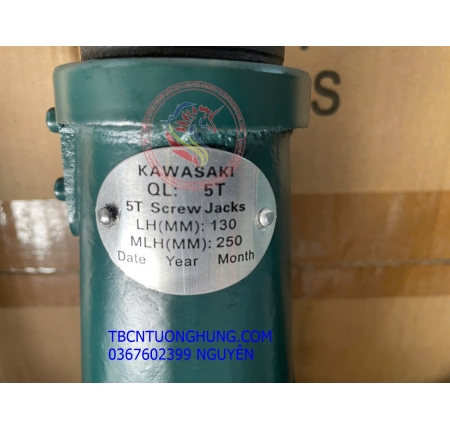 S
KAWASAKI
QL: 5T
5T Screw Jacks
LH(MM): 130
MLH(MM): 250
Date Year Month
TBCNTUONGHUNG.COM
0367602399 NGUYÊN